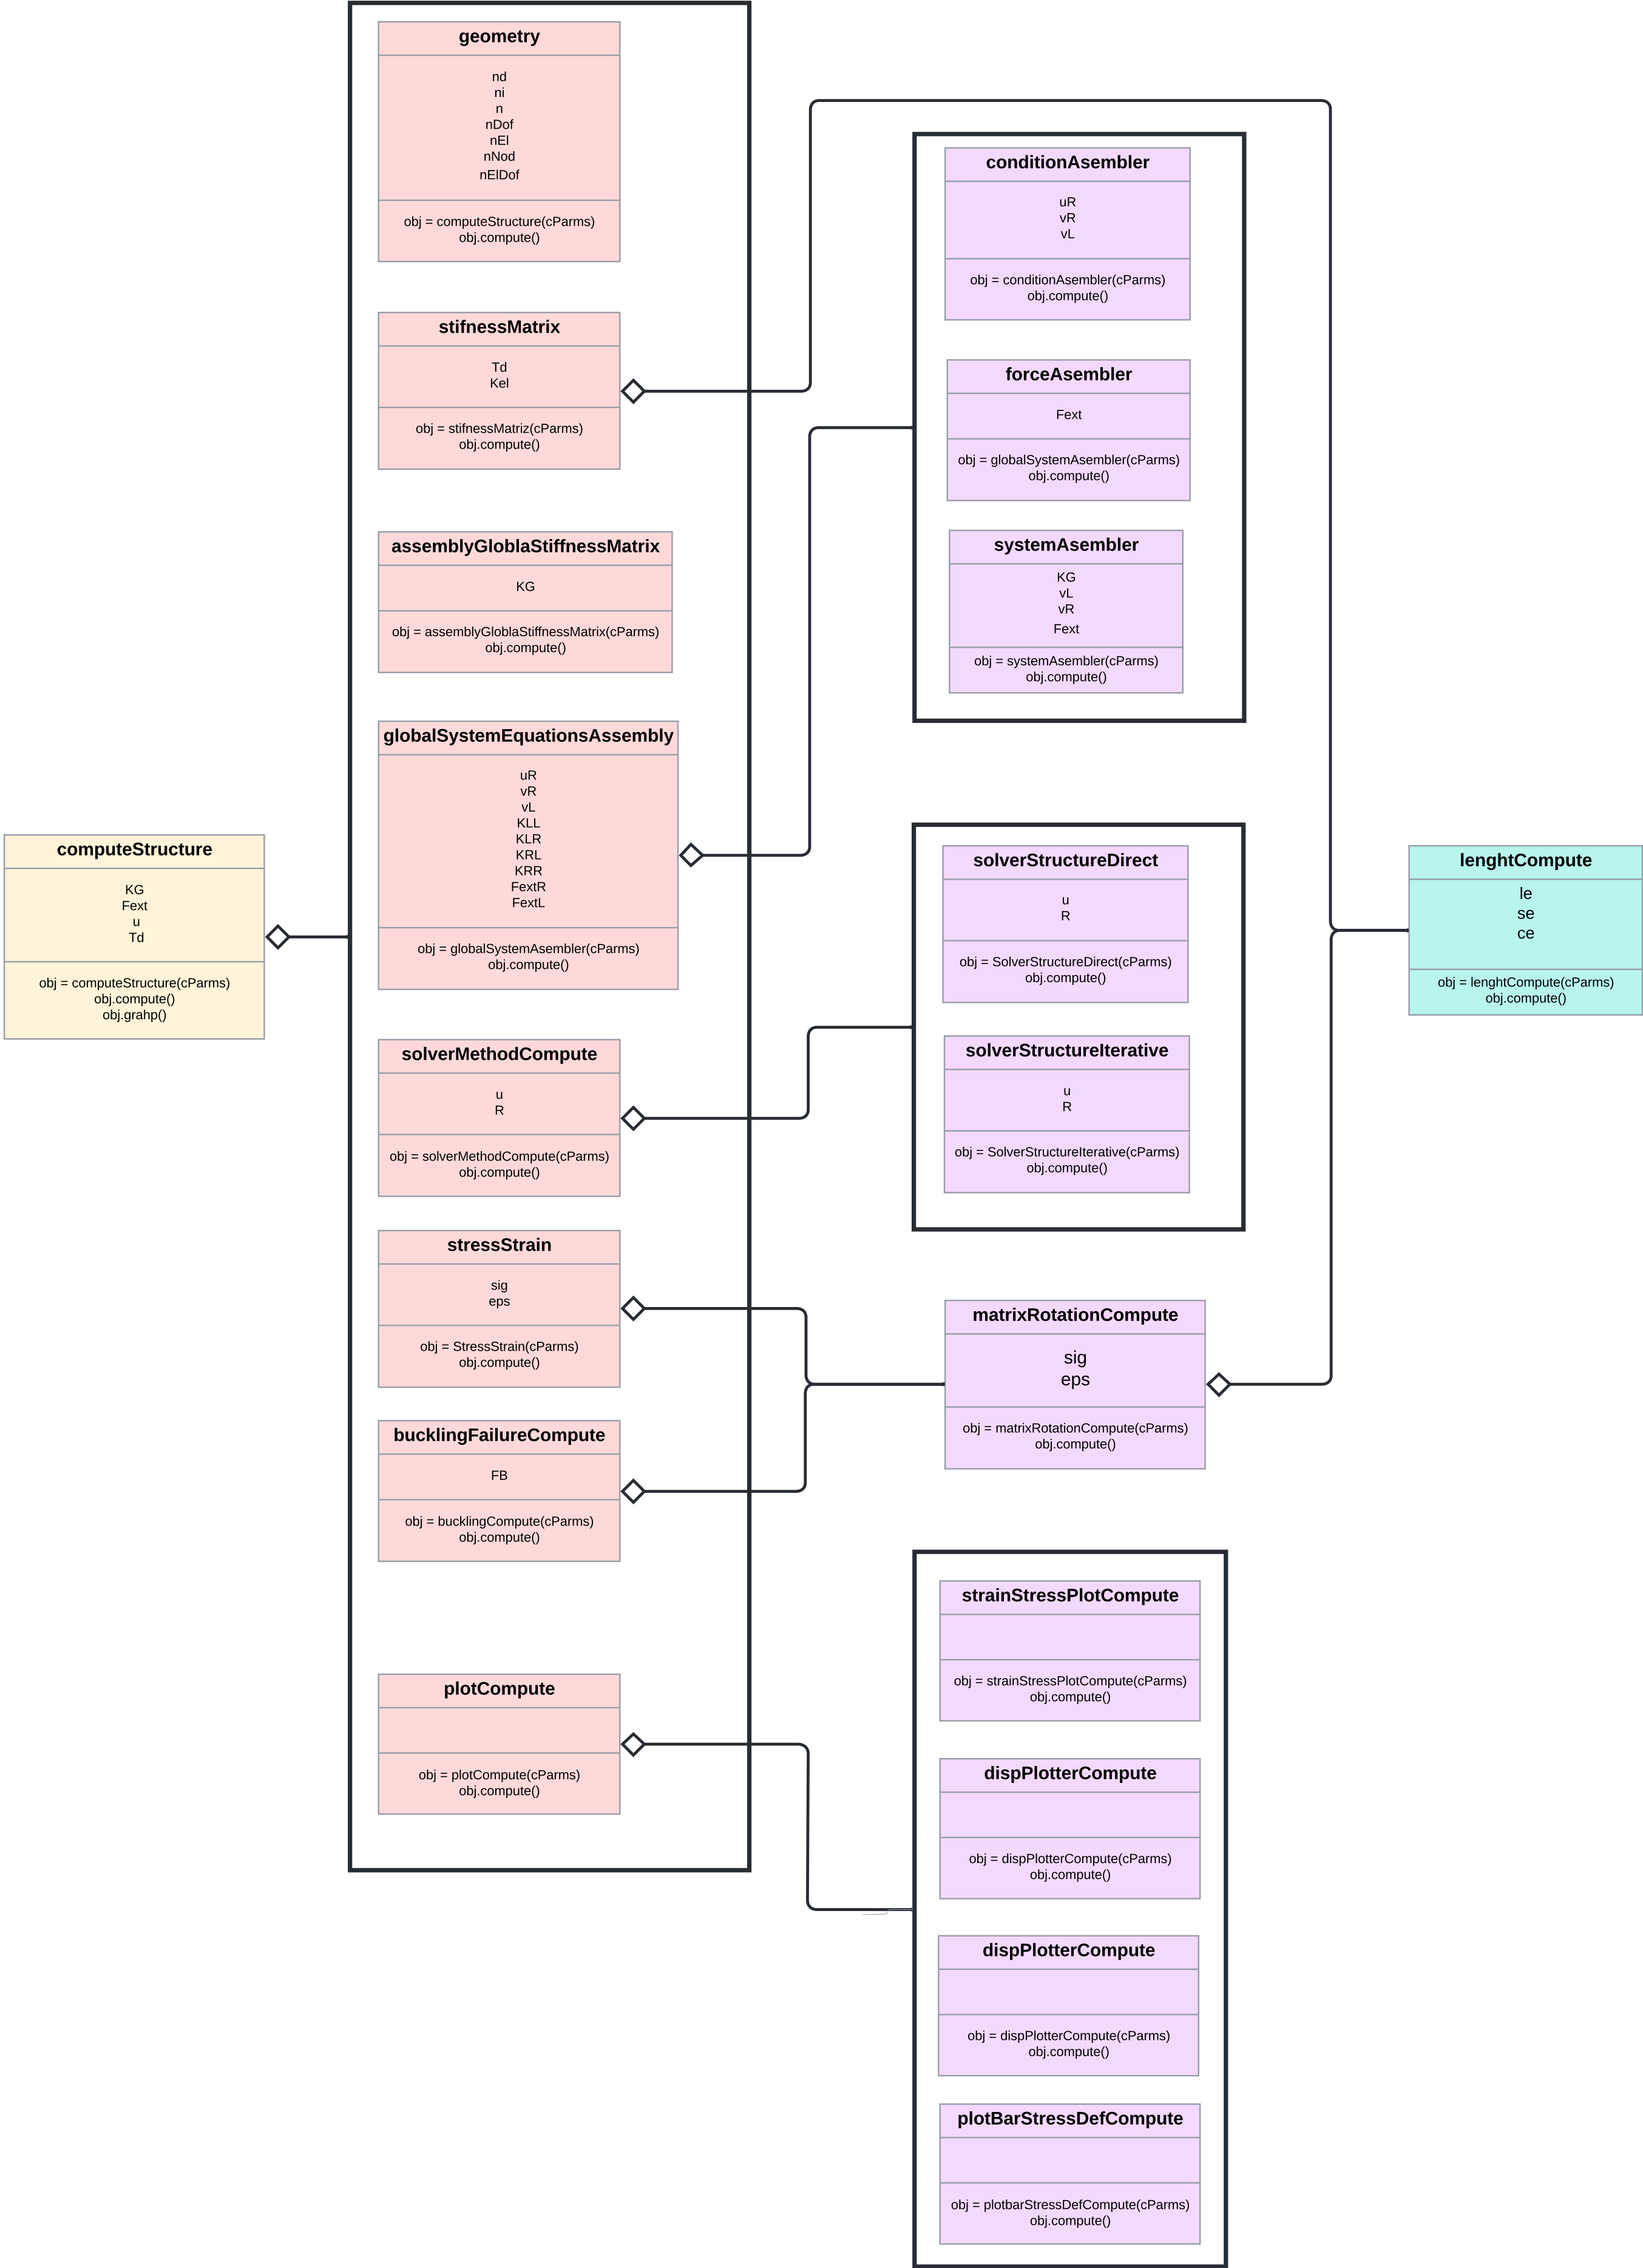 geometry
nd
ni
n
nDof
nEl
nNod
nElDof
obj = computeStructure(cParms)
obj.compute()
stifnessMatrix
Td
Kel
obj = stifnessMatriz(cParms)
obj.compute()
assemblyGloblaStiffnessMatrix
KG
obj = assemblyGloblaStiffnessMatrix(cParms)
obj.compute()
globalSystemEquationsAssembly
uR
vR
vL
KLL
KLR
KRL
KRR
FextR
FextL
obj = globalSystemAsembler(cParms)
obj.compute()
computeStructure
KG
Fext
u
Td
obj = computeStructure(cParms)
obj.compute()
obj.grahp()
solverMethodCompute
u
R
obj = solverMethodCompute(cParms)
obj.compute()
stressStrain
sig
eps
obj = StressStrain(cParms)
obj.compute()
bucklingFailureCompute
FB
obj = bucklingCompute(cParms)
obj.compute()
plotCompute
obj = plotCompute(cParms)
obj.compute()
conditionAsembler
uR
vR
vL
obj = conditionAsembler(cParms)
obj.compute()
forceAsembler
Fext
obj = globalSystemAsembler(cParms)
obj.compute()
systemAsembler
KG
vL
vR
Fext
obj = systemAsembler(cParms)
obj.compute()
solverStructureDirect
u
R
obj = SolverStructureDirect(cParms)
obj.compute()
solverStructureIterative
u
R
obj = SolverStructureIterative(cParms)
obj.compute()
matrixRotationCompute
sig
eps
obj = matrixRotationCompute(cParms)
obj.compute()
strainStressPlotCompute
obj = strainStressPlotCompute(cParms)
obj.compute()
dispPlotterCompute
obj = dispPlotterCompute(cParms)
obj.compute()
dispPlotterCompute
obj = dispPlotterCompute(cParms)
obj.compute()
plotBarStressDefCompute
obj = plotbarStressDefCompute(cParms)
obj.compute()
lenghtCompute
le
se
ce
obj = lenghtCompute(cParms)
obj.compute()